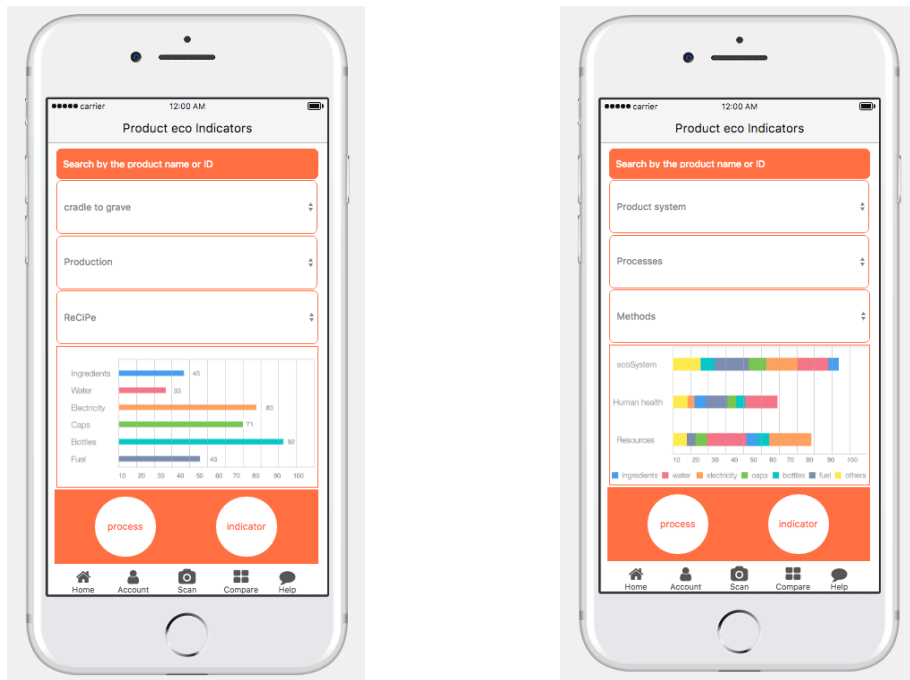 carrier 12:00 AM
Product eco Indicators
Search by the product name or ID
cradle to grave
Production
ReCiPe
Ingredients 45
Water 33
Electricity 83
Caps 71
Bottles 92
Fuel 43
10 20 30 40 50 60 70 80 90 100
process indicator
Home Account Scan Compare Help
carrier 12:00 AM
Product eco Indicators
Search by the product name or ID
Product system
Processes
Methods
ecoSystem
Human health
Resources
10 20 30 40 50 60 70 80 90 100
ingredients water electricity caps bottles fuel others
process indicator
Home Account Scan Compare Help